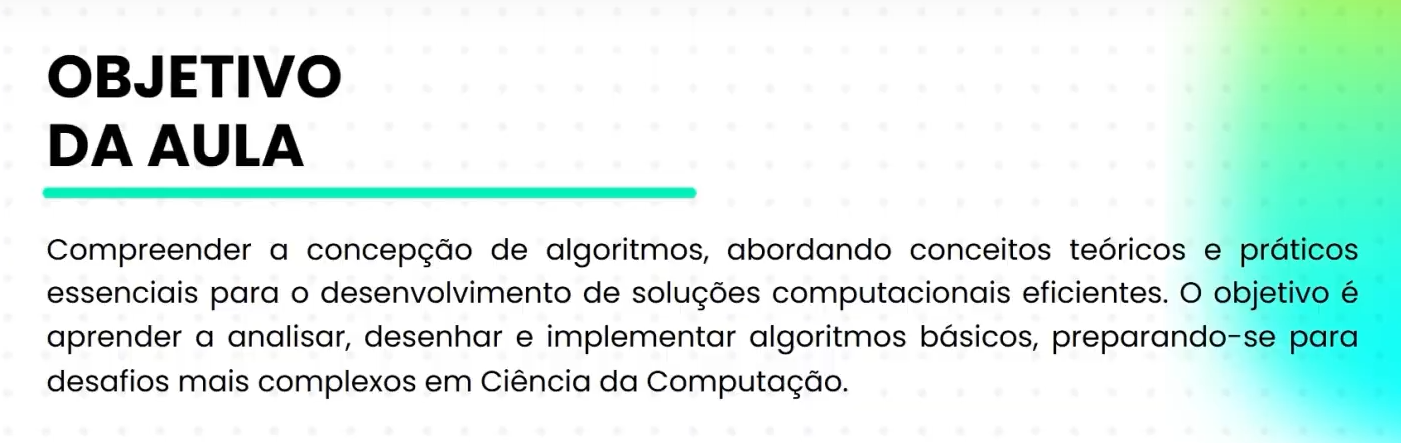 OBJETIVO
DA AULA
Compreender a concepção de algoritmos, abordando conceitos teóricos e práticos
essenciais para o desenvolvimento de soluções computacionais eficientes. O objetivo é
aprender a analisar, desenhar e implementar algoritmos básicos, preparando-se para
desafios mais complexos em Ciência da Computação.